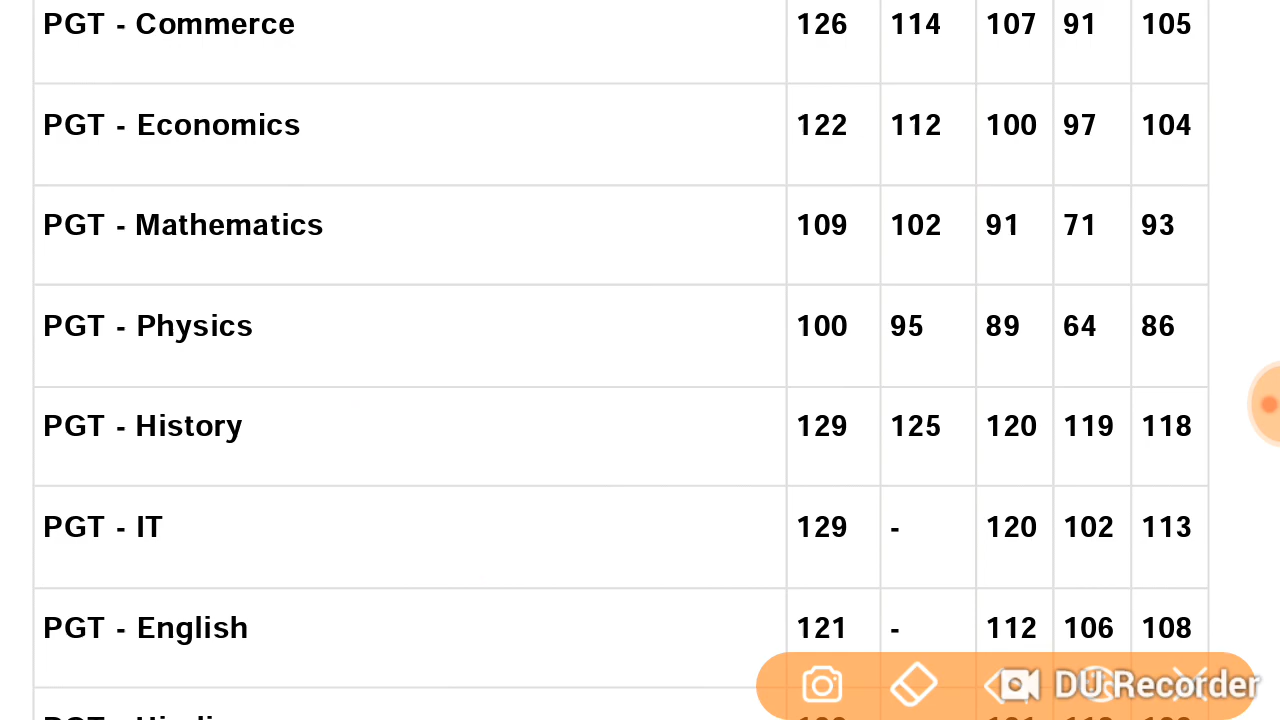 PGT - Commerce 126 114 107 91 105
PGT - Economics 122 112 100 97 104
PGT - Mathematics 109 102 91 71 93
PGT - Physics 100 95 89 64 86
PGT - History 129 125 120 119 118
PGT - IT 129 - 120 102 113
PGT - English 121 - 112 106 108
DU Recorder